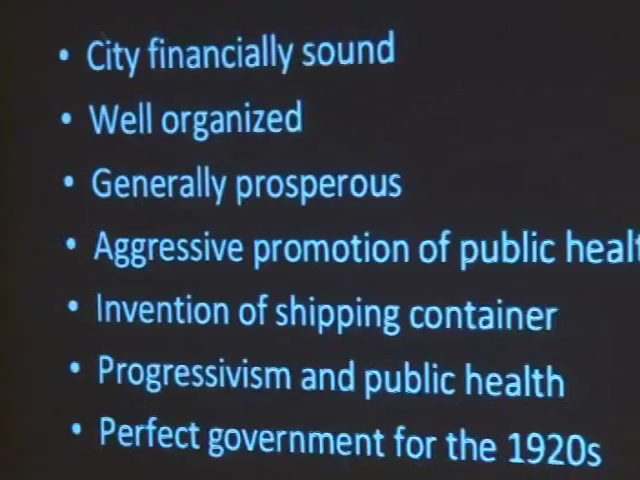 • City financially sound
• Well organized
• Generally prosperous
• Aggressive promotion of public healt
• Invention of shipping container
• Progressivism and public health
• Perfect government for the 1920s